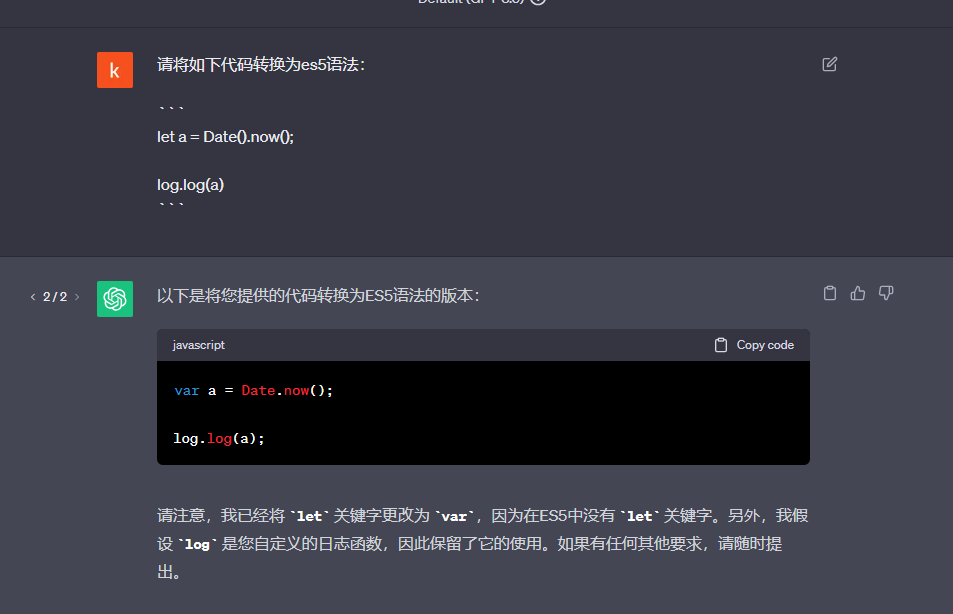 k
请将如下代码转换为es5语法：
```
let a = Date().now();
log.log(a)
```
< 2/2 >
以下是将您提供的代码转换为ES5语法的版本：
javascript
Copy code
var a = Date.now();
log.log(a);
请注意，我已经将 `let` 关键字更改为 `var`，因为在ES5中没有 `let` 关键字。另外，我假
设 `log` 是您自定义的日志函数，因此保留了它的使用。如果有任何其他要求，请随时提
出。